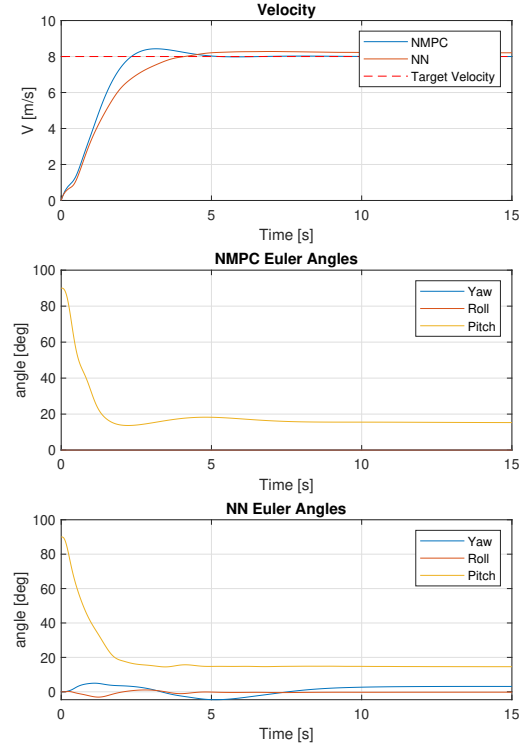 Velocity
10
8
6
4
2
0
V [m/s]
NMPC
NN
Target Velocity
0 5 10 15
Time [s]
NMPC Euler Angles
100
80
60
40
20
0
angle [deg]
Yaw
Roll
Pitch
0 5 10 15
Time [s]
NN Euler Angles
100
80
60
40
20
0
angle [deg]
Yaw
Roll
Pitch
0 5 10 15
Time [s]